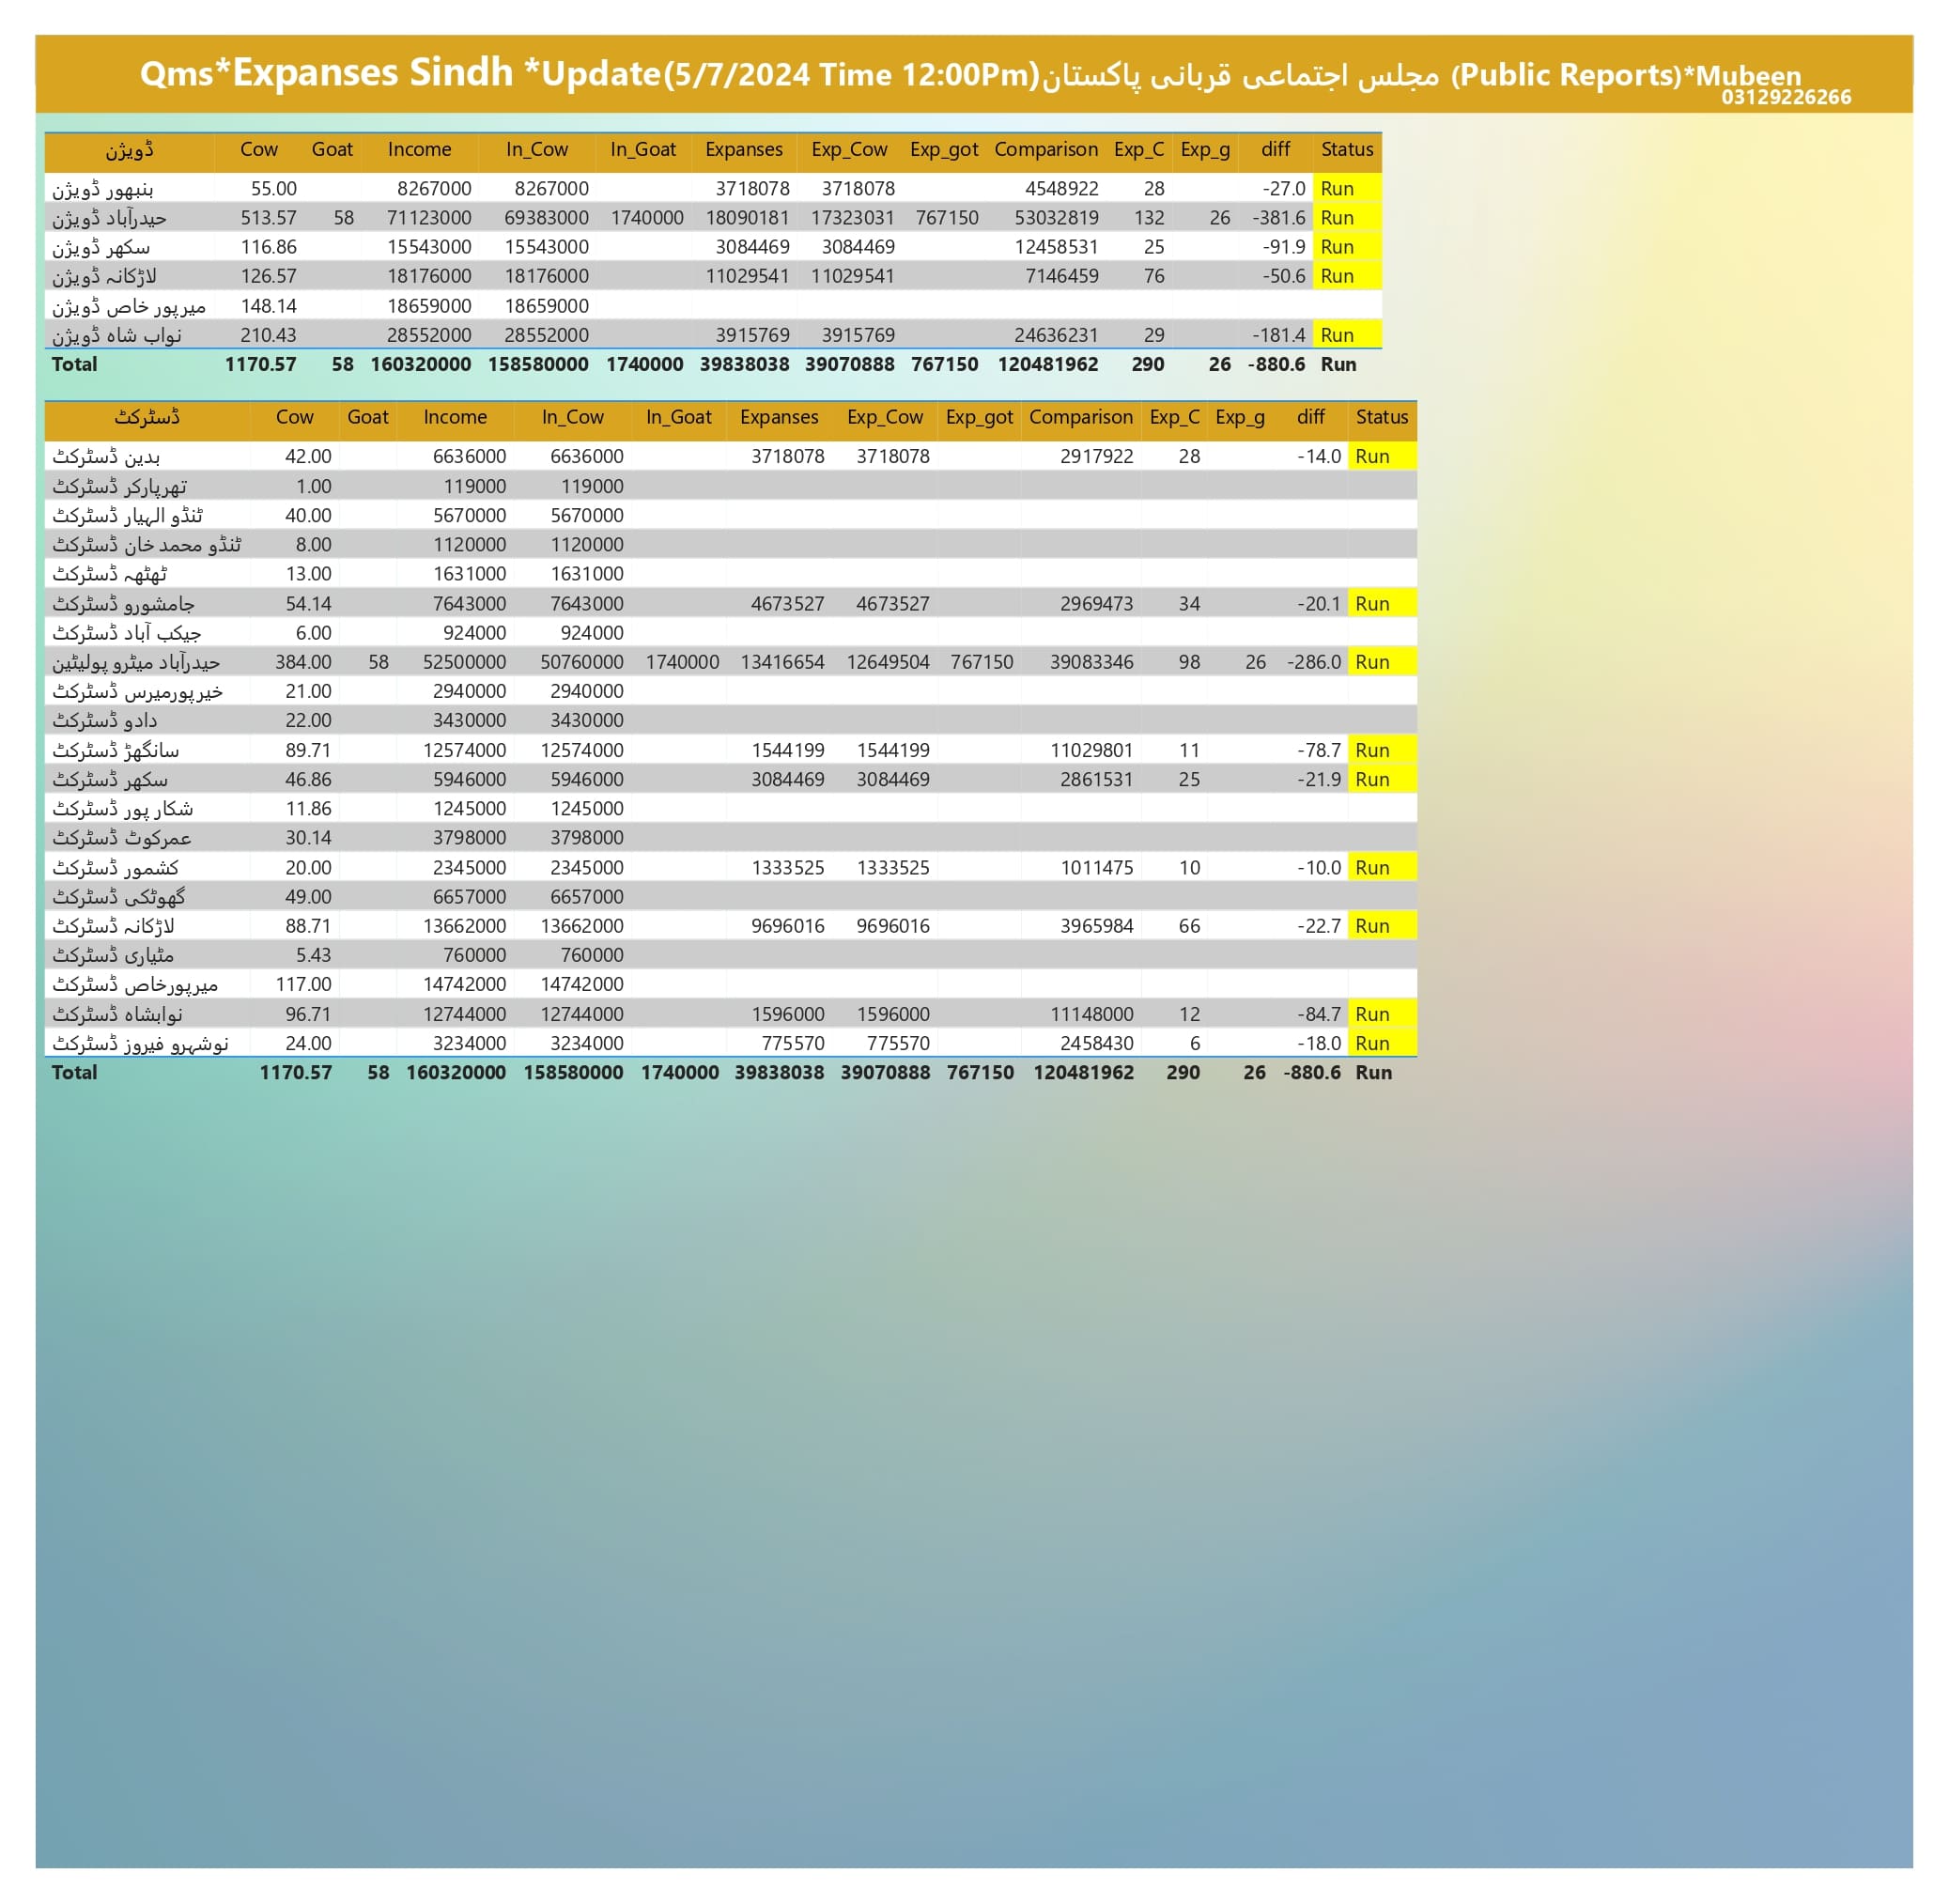 Qms*Expanses Sindh *Update(5/7/2024 Time 12:00Pm)مجلس اجتماعی قربانی پاکستان (Public Reports)*Mubeen
03129226266
ڈویژن Cow Goat Income In_Cow In_Goat Expanses Exp_Cow Exp_got Comparison Exp_C Exp_g diff Status
بنبھور ڈویژن 55.00 8267000 8267000 3718078 3718078 4548922 28 -27.0 Run
حیدرآباد ڈویژن 513.57 58 71123000 69383000 1740000 18090181 17323031 767150 53032819 132 26 -381.6 Run
سکھر ڈویژن 116.86 15543000 15543000 3084469 3084469 12458531 25 -91.9 Run
لاڑکانہ ڈویژن 126.57 18176000 18176000 11029541 11029541 7146459 76 -50.6 Run
میرپور خاص ڈویژن 148.14 18659000 18659000
نواب شاہ ڈویژن 210.43 28552000 28552000 3915769 3915769 24636231 29 -181.4 Run
Total 1170.57 58 160320000 158580000 1740000 39838038 39070888 767150 120481962 290 26 -880.6 Run
ڈسٹرکٹ Cow Goat Income In_Cow In_Goat Expanses Exp_Cow Exp_got Comparison Exp_C Exp_g diff Status
بدین ڈسٹرکٹ 42.00 6636000 6636000 3718078 3718078 2917922 28 -14.0 Run
تھرپارکر ڈسٹرکٹ 1.00 119000 119000
ٹنڈو الہیار ڈسٹرکٹ 40.00 5670000 5670000
ٹنڈو محمد خان ڈسٹرکٹ 8.00 1120000 1120000
ٹھٹھہ ڈسٹرکٹ 13.00 1631000 1631000
جامشورو ڈسٹرکٹ 54.14 7643000 7643000 4673527 4673527 2969473 34 -20.1 Run
جیکب آباد ڈسٹرکٹ 6.00 924000 924000
حیدرآباد میٹرو پولیٹین 384.00 58 52500000 50760000 1740000 13416654 12649504 767150 39083346 98 26 -286.0 Run
خیرپورمیرس ڈسٹرکٹ 21.00 2940000 2940000
دادو ڈسٹرکٹ 22.00 3430000 3430000
سانگھڑ ڈسٹرکٹ 89.71 12574000 12574000 1544199 1544199 11029801 11 -78.7 Run
سکھر ڈسٹرکٹ 46.86 5946000 5946000 3084469 3084469 2861531 25 -21.9 Run
شکار پور ڈسٹرکٹ 11.86 1245000 1245000
عمرکوٹ ڈسٹرکٹ 30.14 3798000 3798000
کشمور ڈسٹرکٹ 20.00 2345000 2345000 1333525 1333525 1011475 10 -10.0 Run
گھوٹکی ڈسٹرکٹ 49.00 6657000 6657000
لاڑکانہ ڈسٹرکٹ 88.71 13662000 13662000 9696016 9696016 3965984 66 -22.7 Run
مٹیاری ڈسٹرکٹ 5.43 760000 760000
میرپورخاص ڈسٹرکٹ 117.00 14742000 14742000
نوابشاہ ڈسٹرکٹ 96.71 12744000 12744000 1596000 1596000 11148000 12 -84.7 Run
نوشہرو فیروز ڈسٹرکٹ 24.00 3234000 3234000 775570 775570 2458430 6 -18.0 Run
Total 1170.57 58 160320000 158580000 1740000 39838038 39070888 767150 120481962 290 26 -880.6 Run